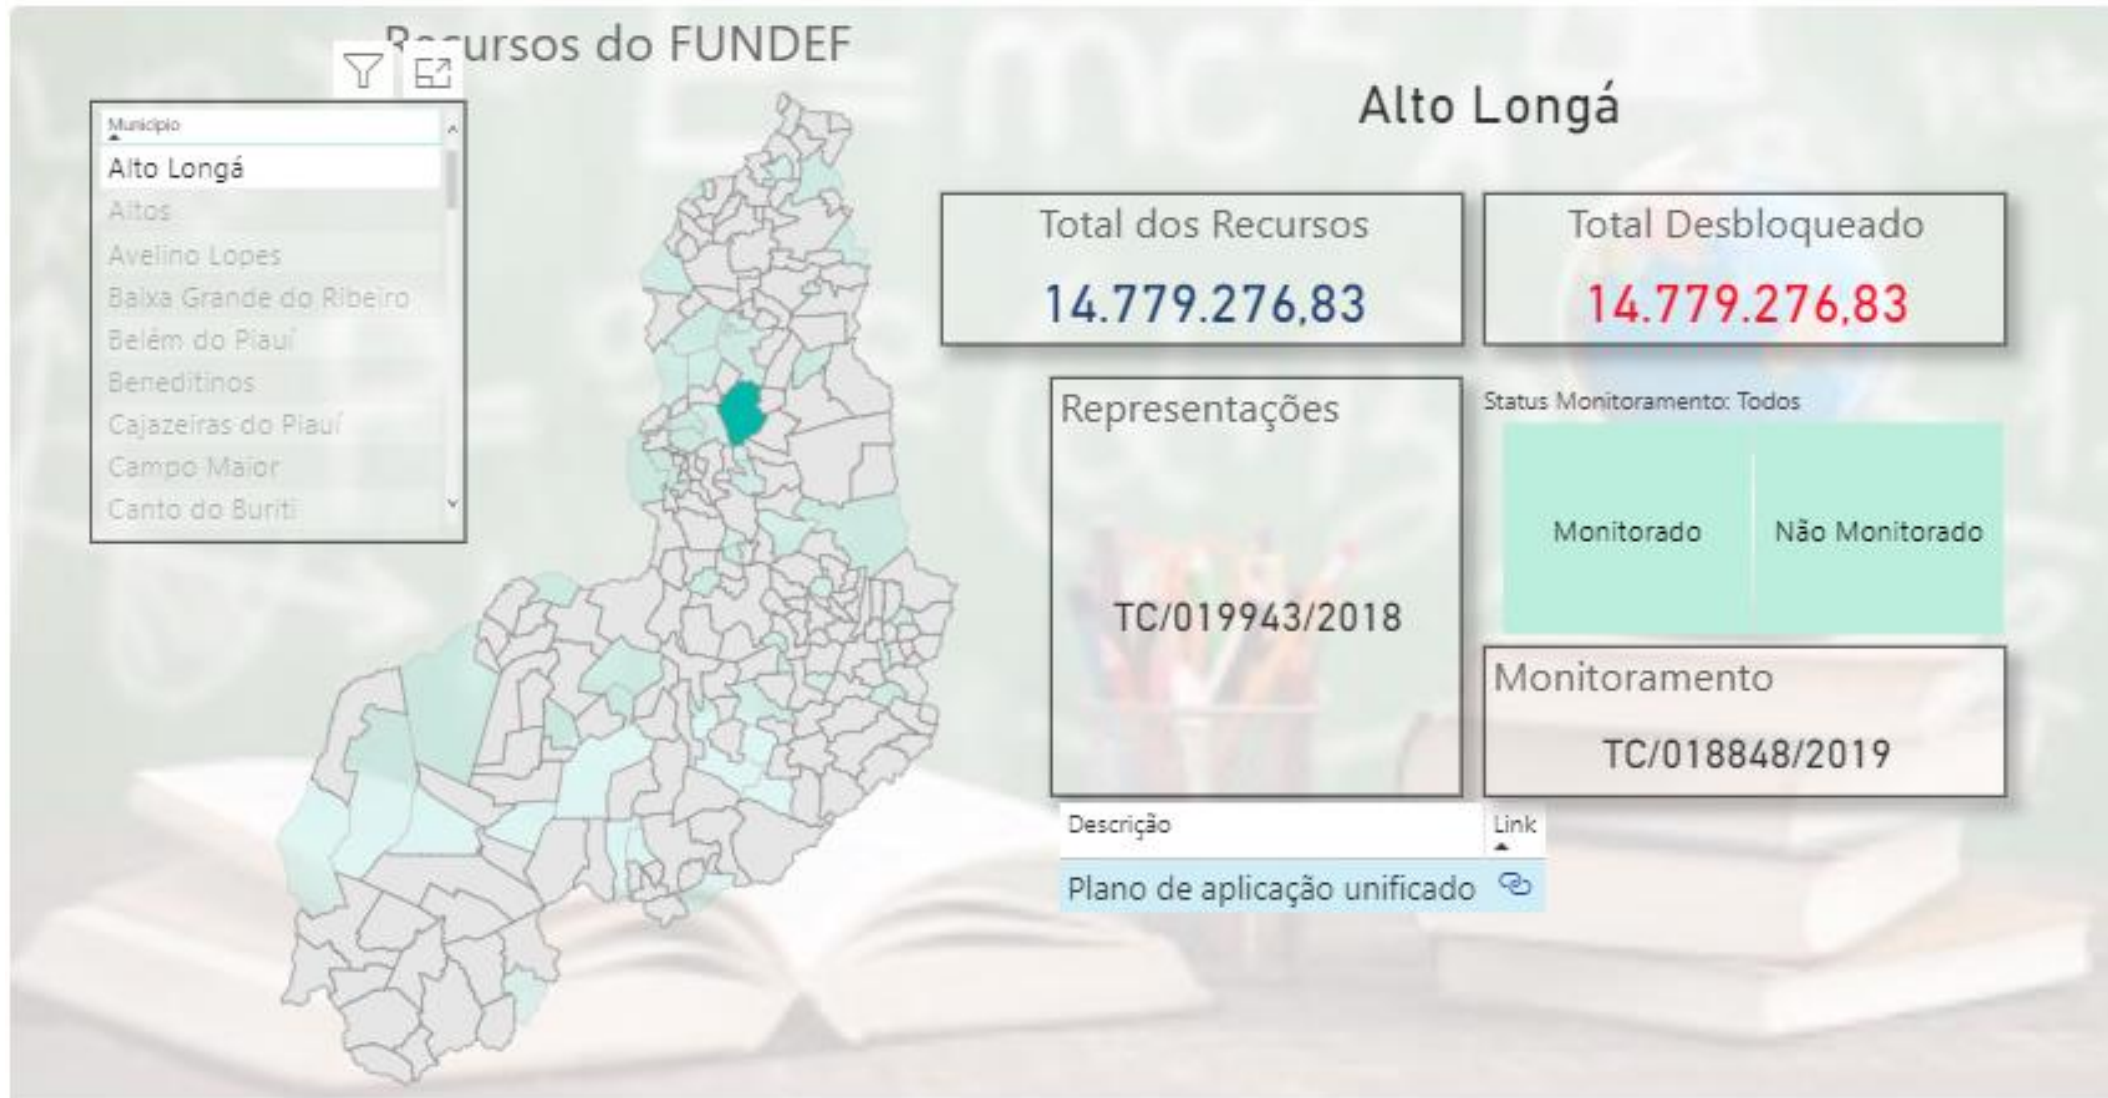 Recursos do FUNDEF
Município
Alto Longá
Altos
Avelino Lopes
Baixa Grande do Ribeiro
Belém do Piauí
Beneditinos
Cajazeiras do Piauí
Campo Maior
Canto do Buriti
Alto Longá
Total dos Recursos
14.779.276,83
Total Desbloqueado
14.779.276,83
Representações
TC/019943/2018
Status Monitoramento: Todos
Monitorado
Não Monitorado
Monitoramento
TC/018848/2019
Descrição
Link
Plano de aplicação unificado